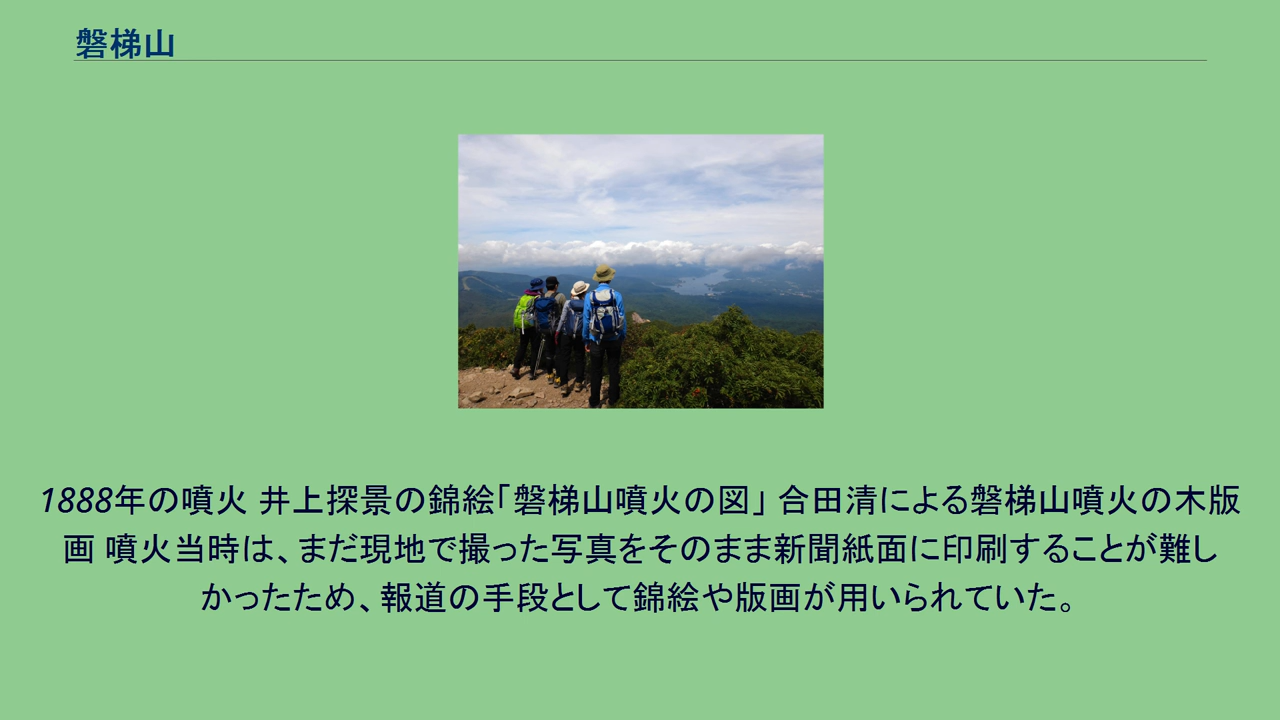 磐梯山
1888年の噴火 井上探景の錦絵｢磐梯山噴火の図｣ 合田清による磐梯山噴火の木版
画 噴火当時は､まだ現地で撮った写真をそのまま新聞紙面に印刷することが難し
かったため､報道の手段として錦絵や版画が用いられていた｡